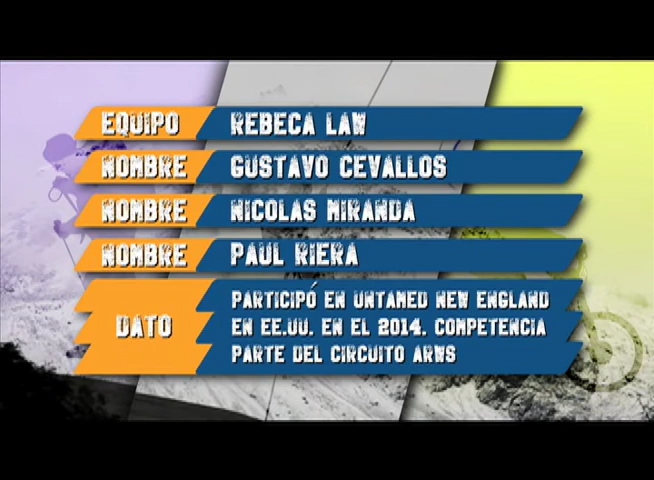 EQUIPO REBECA LAW
NOMBRE GUSTAVO CEVALLOS
NOMBRE NICOLAS MIRANDA
NOMBRE PAUL RIERA
DATO
PARTICIPÓ EN UNTAMED NEW ENGLAND
EN EE.UU. EN EL 2014. COMPETENCIA
PARTE DEL CIRCUITO ARWS